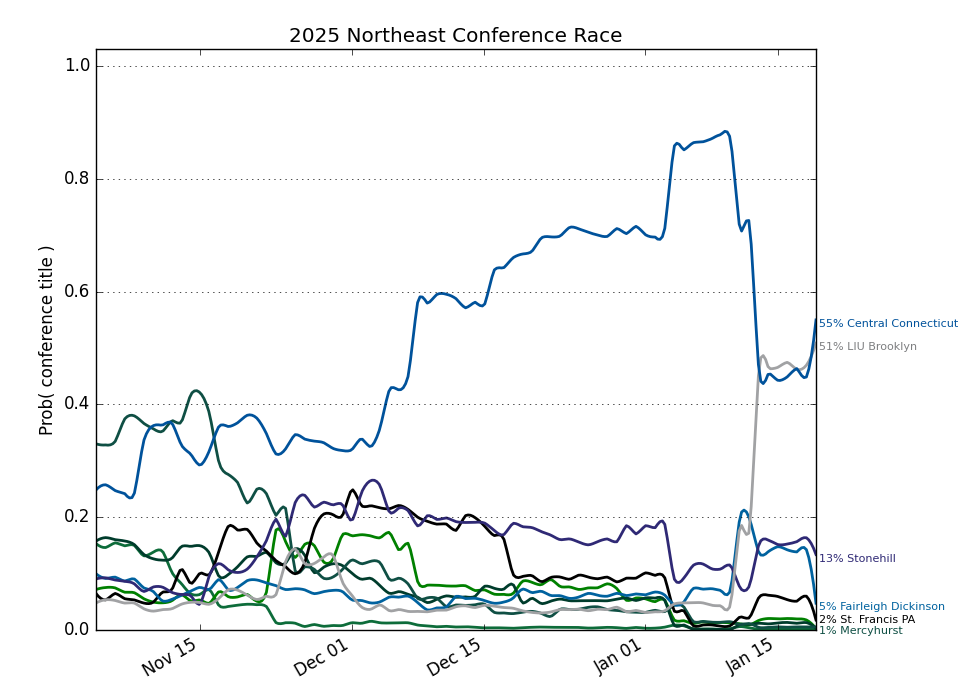 2025 Northeast Conference Race
Prob( conference title )
1.0
0.8
0.6
0.4
0.2
0.0
55% Central Connecticut
51% LIU Brooklyn
13% Stonehill
5% Fairleigh Dickinson
2% St. Francis PA
1% Mercyhurst
Nov 15
Dec 01
Dec 15
Jan 01
Jan 15